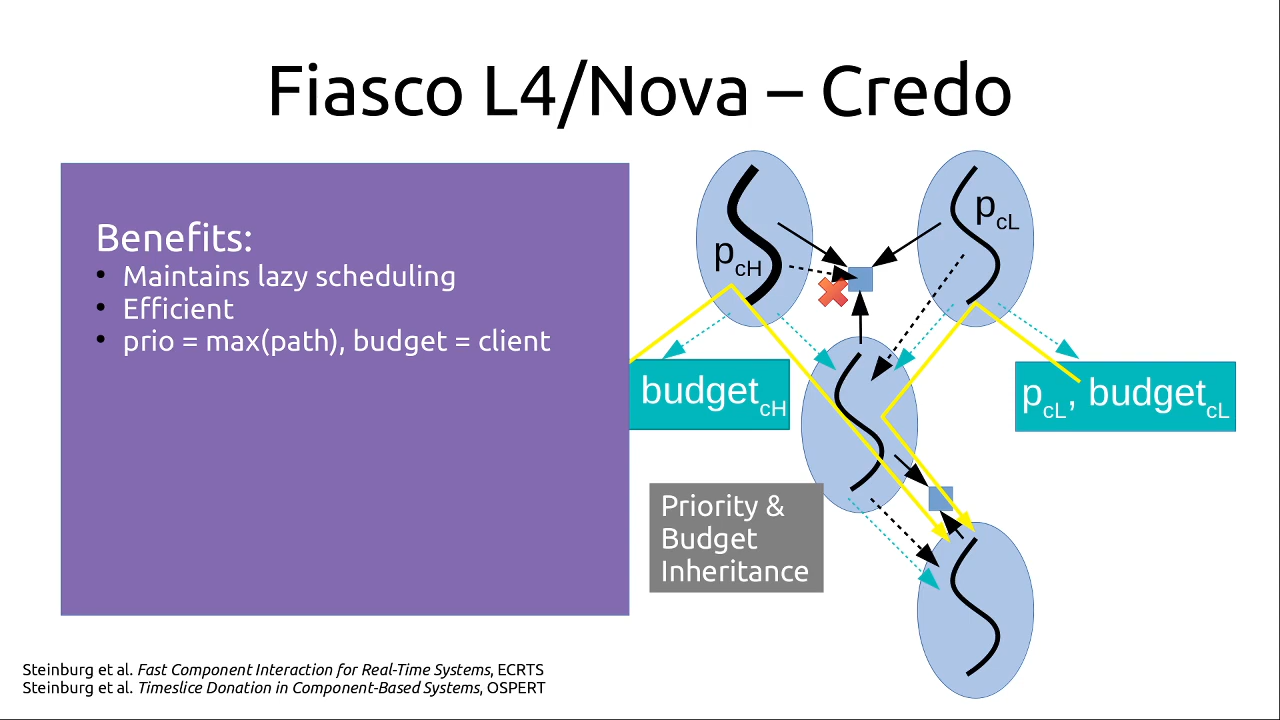 Fiasco L4/Nova – Credo
Benefits:
• Maintains lazy scheduling
• Efficient
• prio = max(path), budget = client
pcH
pcL
budgetcH
pcL, budgetcL
Priority &
Budget
Inheritance
Steinburg et al. Fast Component Interaction for Real-Time Systems, ECRTS
Steinburg et al. Timeslice Donation in Component-Based Systems, OSPERT